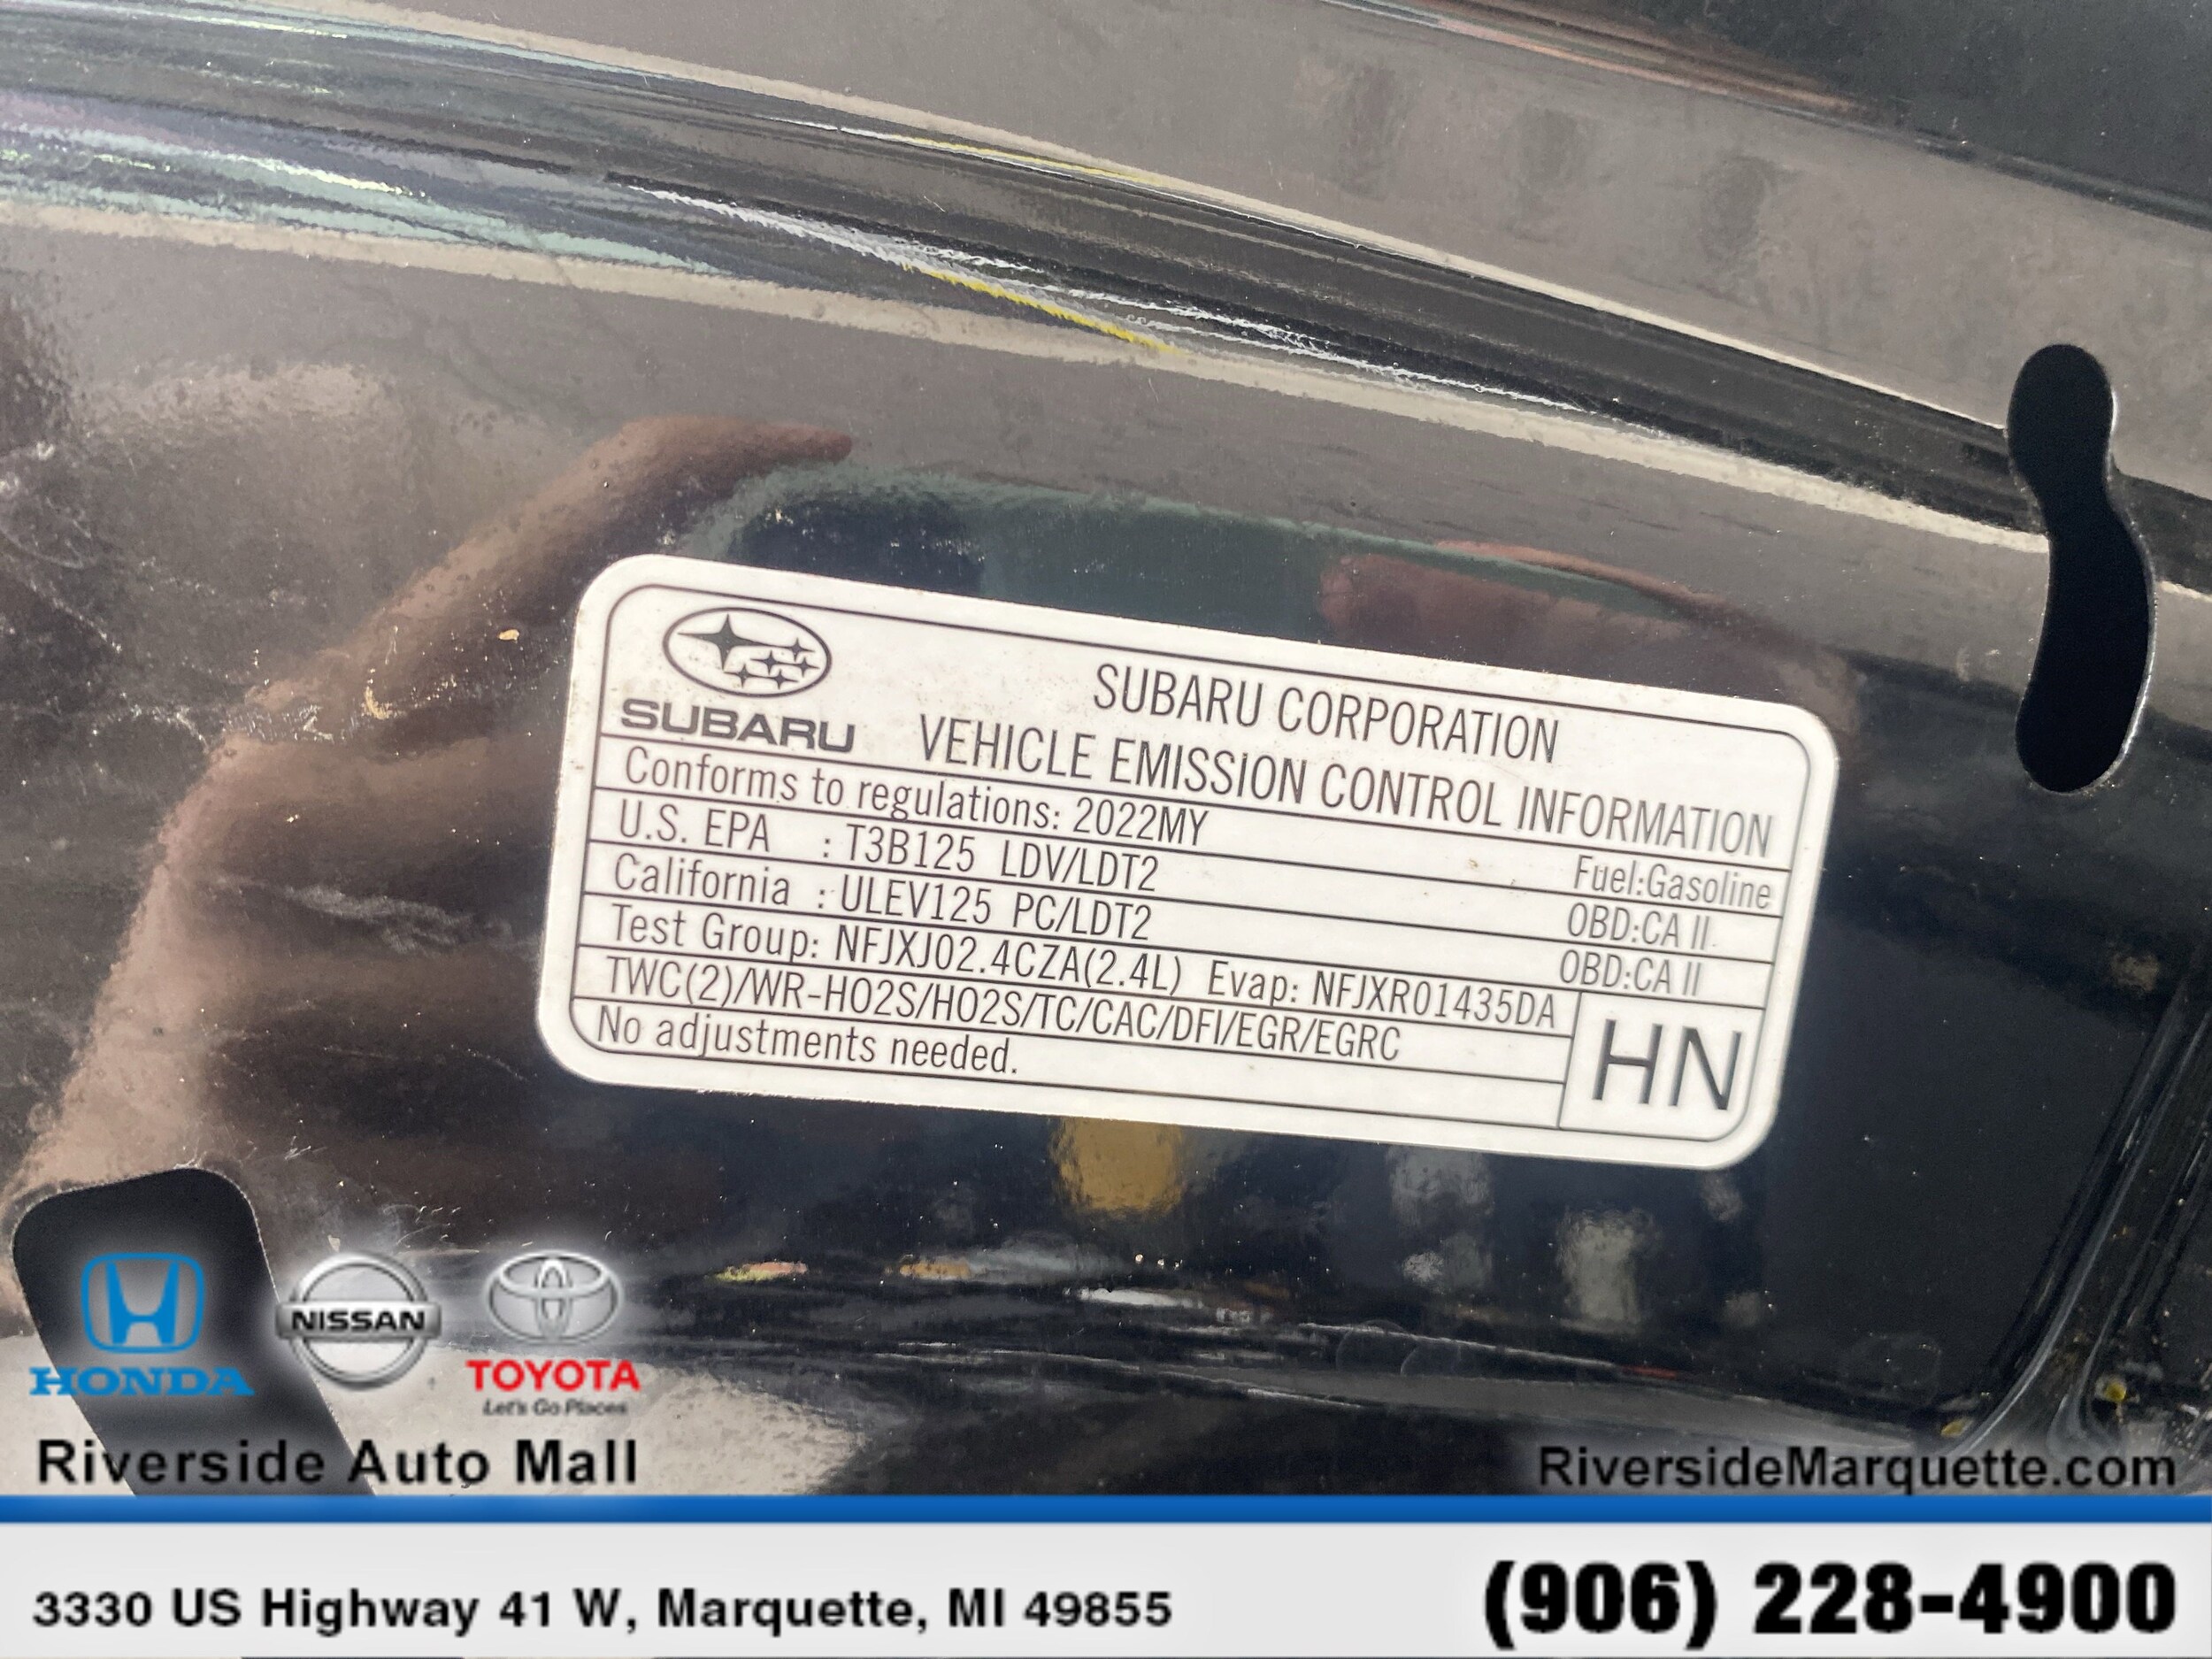 SUBARU
SUBARU CORPORATION
VEHICLE EMISSION CONTROL INFORMATION
Conforms to regulations: 2022MY Fuel:Gasoline
U.S. EPA : T3B125 LDV/LDT2 OBD:CA II
California : ULEV125 PC/LDT2 OBD:CA II
Test Group: NFJXJ02.4CZA(2.4L) Evap: NFJXR01435DA
TWC(2)/WR-HO2S/HO2S/TC/CAC/DFI/EGR/EGRC
No adjustments needed.
HN
HONDA
NISSAN
TOYOTA
Let's Go Places
Riverside Auto Mall
RiversideMarquette.com
3330 US Highway 41 W, Marquette, MI 49855
(906) 228-4900